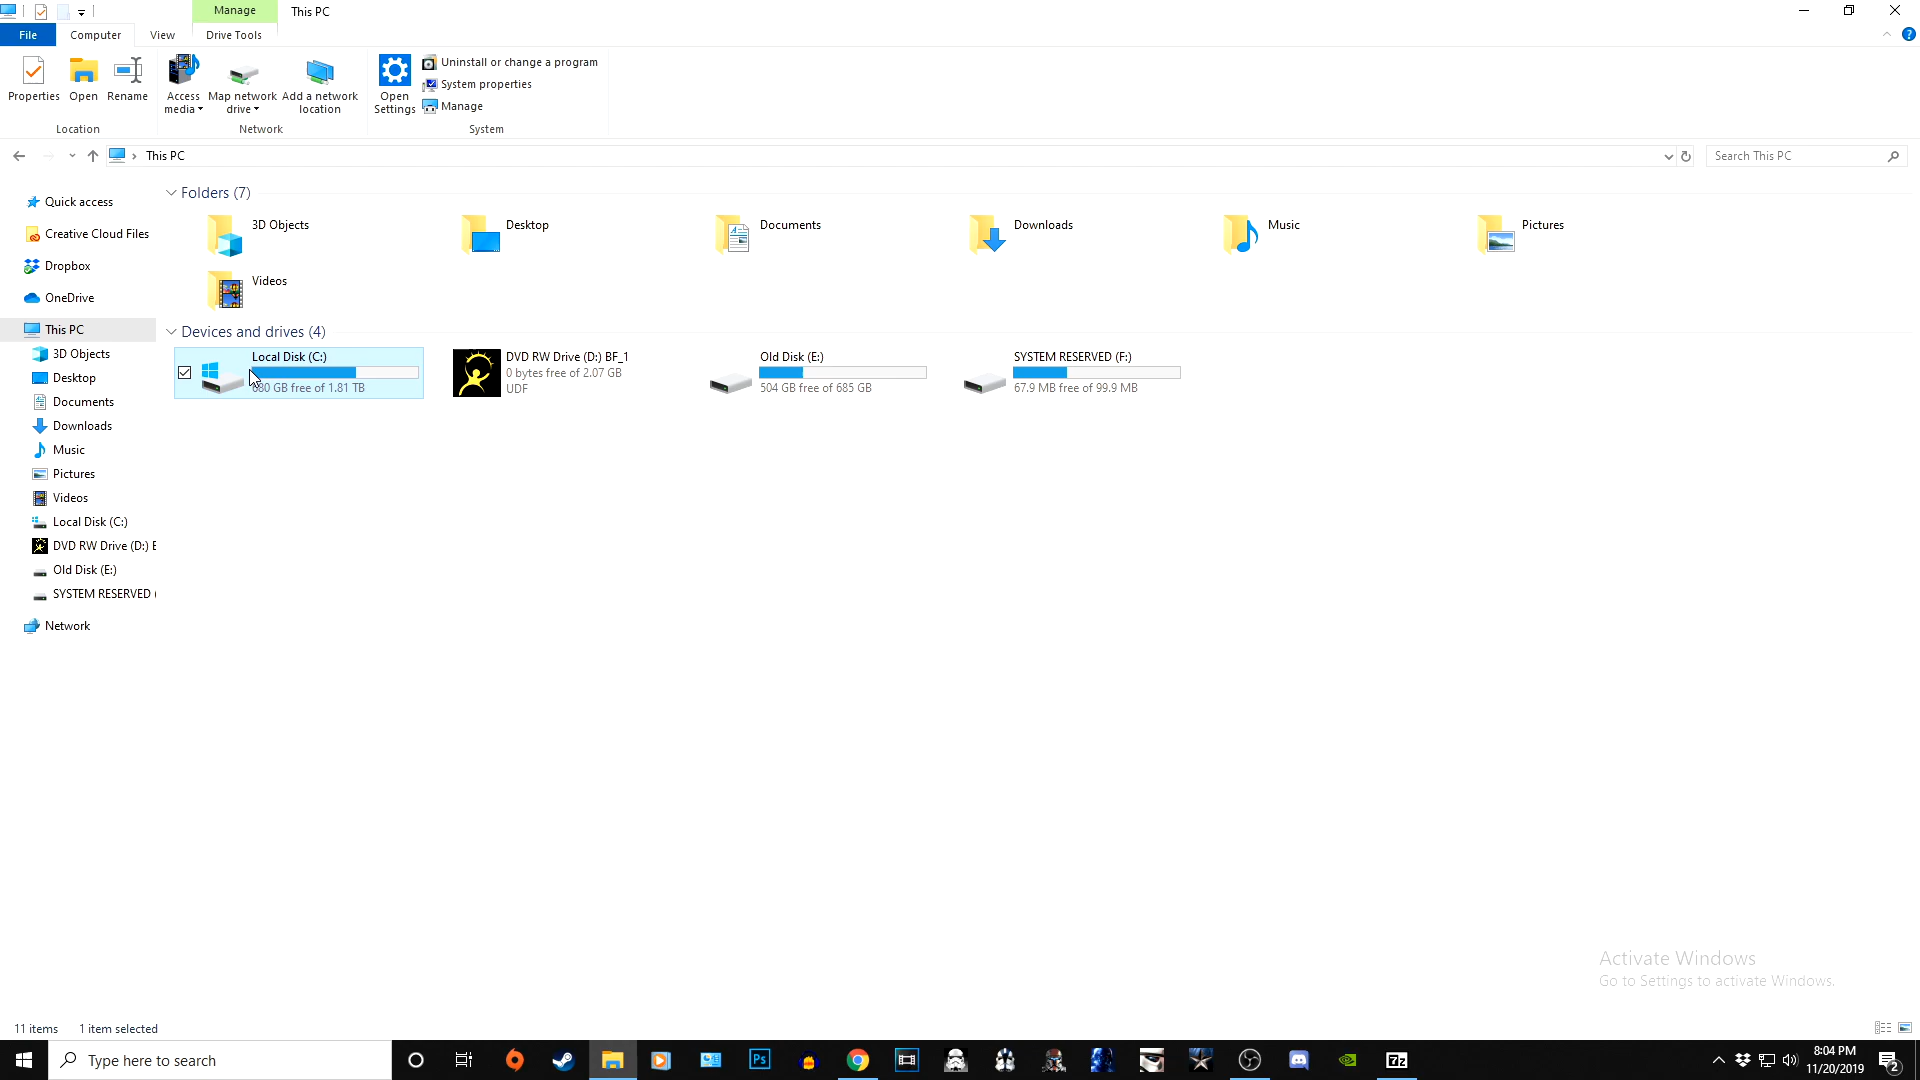 Manage
This PC
File
Computer
View
Drive Tools
Properties
Open
Rename
Access media
Map network drive
Add a network location
Open Settings
Uninstall or change a program
System properties
Manage
Location
Network
System
This PC
Search This PC
Quick access
Creative Cloud Files
Dropbox
OneDrive
This PC
3D Objects
Desktop
Documents
Downloads
Music
Pictures
Videos
Local Disk (C:)
DVD RW Drive (D:) E
Old Disk (E:)
SYSTEM RESERVED (
Network
Folders (7)
3D Objects
Desktop
Documents
Downloads
Music
Pictures
Videos
Devices and drives (4)
Local Disk (C:)
680 GB free of 1.81 TB
DVD RW Drive (D:) BF_1
0 bytes free of 2.07 GB
UDF
Old Disk (E:)
504 GB free of 685 GB
SYSTEM RESERVED (F:)
67.9 MB free of 99.9 MB
Activate Windows
Go to Settings to activate Windows.
11 items
1 item selected
Type here to search
Ps
7z
8:04 PM
11/20/2019
2